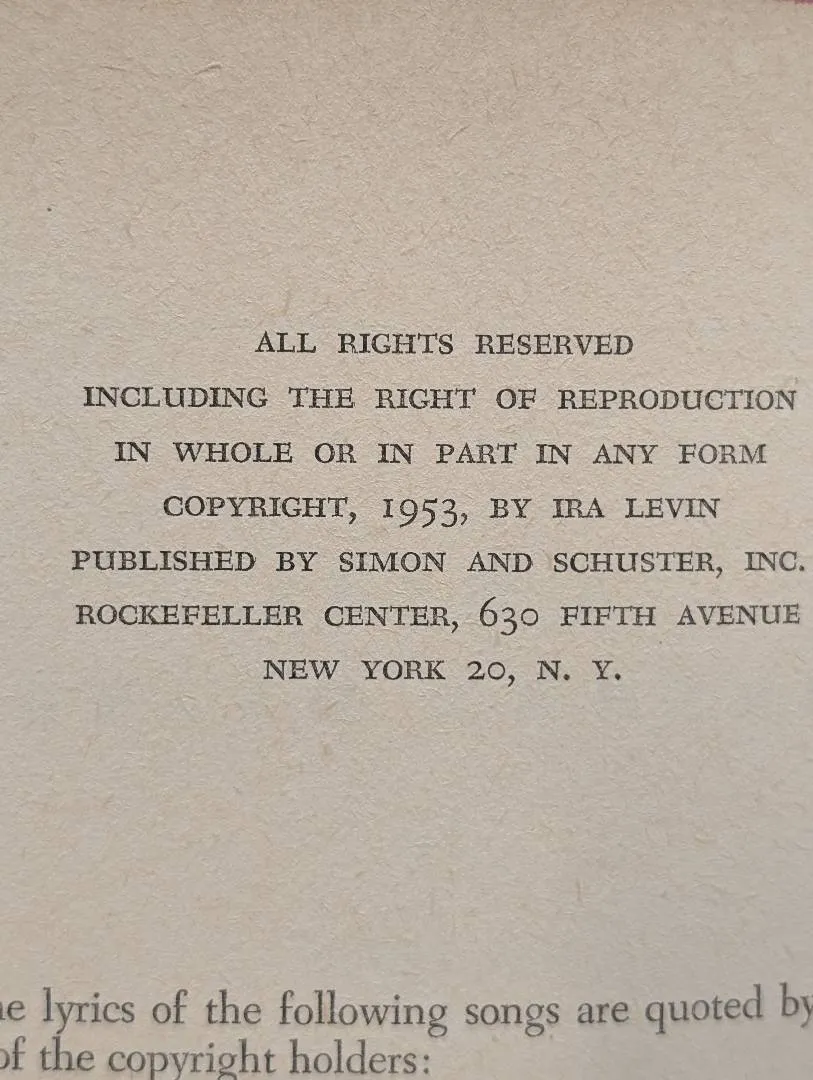 ALL RIGHTS RESERVED
INCLUDING THE RIGHT OF REPRODUCTION
IN WHOLE OR IN PART IN ANY FORM
COPYRIGHT, 1953, BY IRA LEVIN
PUBLISHED BY SIMON AND SCHUSTER, INC.
ROCKEFELLER CENTER, 630 FIFTH AVENUE
NEW YORK 20, N. Y.
lyrics of the following songs are quoted by
of the copyright holders: